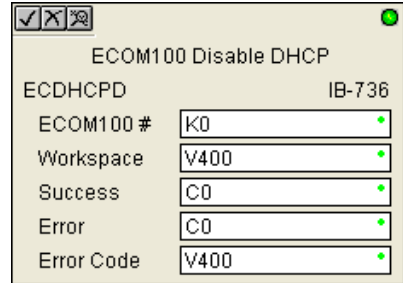 ECOM100 Disable DHCP
ECDHCPD IB-736
ECOM100 # K0
Workspace V400
Success C0
Error C0
Error Code V400